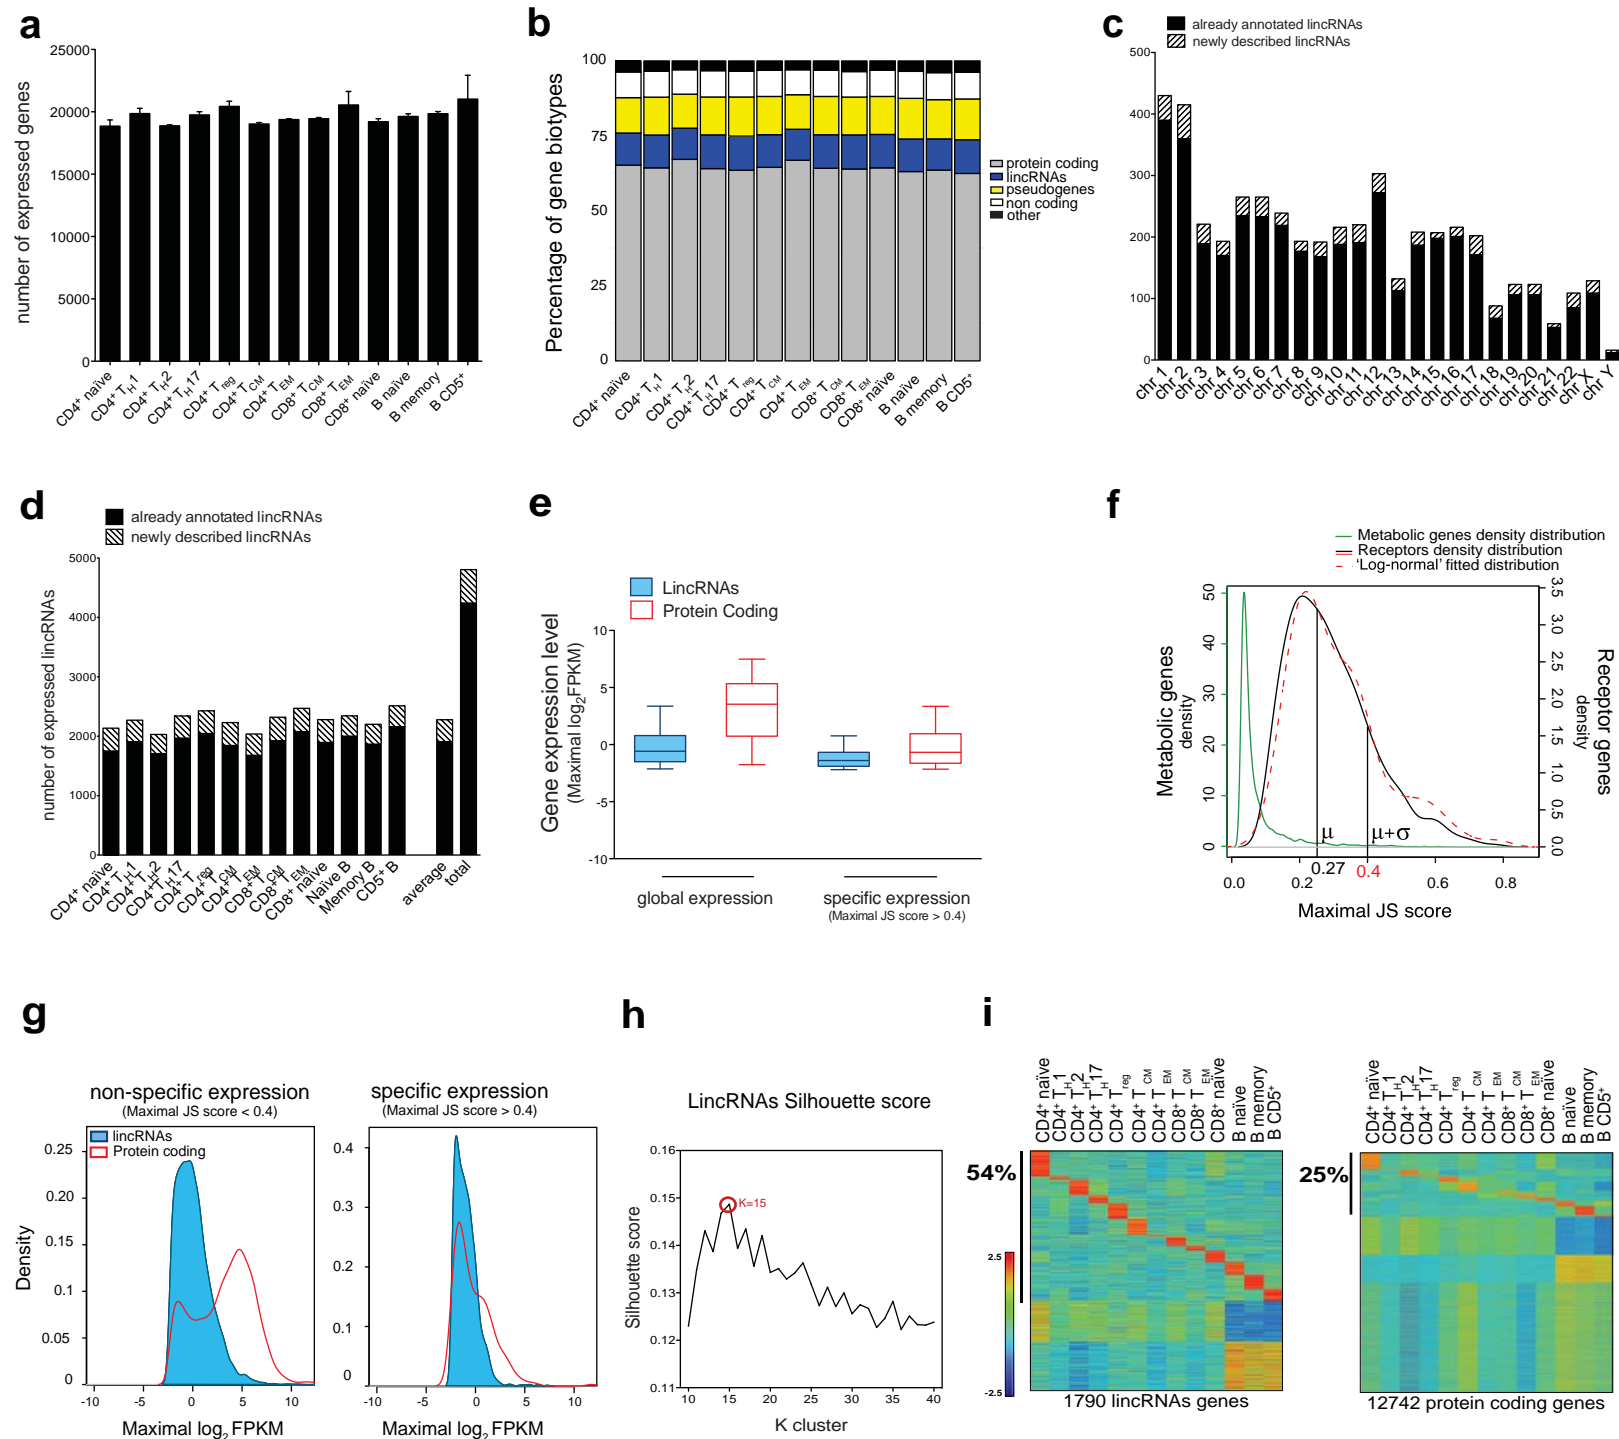 a
number of expressed genes
25000
20000
15000
10000
5000
0
CD4⁺ naïve
CD4⁺ TH1
CD4⁺ TH2
CD4⁺ TH17
CD4⁺ Treg
CD4⁺ TCM
CD4⁺ TEM
CD8⁺ TCM
CD8⁺ TEM
CD8⁺ naïve
B naïve
B memory
B CD5⁺
b
Percentage of gene biotypes
100
75
50
25
0
CD4⁺ naïve
CD4⁺ TH1
CD4⁺ TH2
CD4⁺ TH17
CD4⁺ Treg
CD4⁺ TCM
CD4⁺ TEM
CD8⁺ TCM
CD8⁺ TEM
CD8⁺ naïve
B naïve
B memory
B CD5⁺
protein coding
lincRNAs
pseudogenes
non coding
other
c
already annotated lincRNAs
newly described lincRNAs
500
400
300
200
100
0
chr 1
chr 2
chr 3
chr 4
chr 5
chr 6
chr 7
chr 8
chr 9
chr 10
chr 11
chr 12
chr 13
chr 14
chr 15
chr 16
chr 17
chr 18
chr 19
chr 20
chr 21
chr 22
chr X
chr Y
d
already annotated lincRNAs
newly described lincRNAs
number of expressed lincRNAs
5000
4000
3000
2000
1000
0
CD4⁺ naïve
CD4⁺ TH1
CD4⁺ TH2
CD4⁺ TH17
CD4⁺ Treg
CD4⁺ TCM
CD4⁺ TEM
CD8⁺ TCM
CD8⁺ TEM
CD8⁺ naïve
Naïve B
Memory B
CD5⁺ B
average
total
e
LincRNAs
Protein Coding
Gene expression level
(Maximal log2FPKM)
10
5
0
-5
-10
global expression
specific expression
(Maximal JS score > 0.4)
f
Metabolic genes density distribution
Receptors density distribution
'Log-normal' fitted distribution
Metabolic genes
density
50
40
30
20
10
0
Receptor genes
density
3.5
3.0
2.5
2.0
1.5
1.0
0.5
0.0
μ
μ+σ
0.27
0.4
0.0
0.2
0.6
0.8
Maximal JS score
g
non-specific expression
(Maximal JS score < 0.4)
lincRNAs
Protein coding
Density
0.25
0.20
0.15
0.1
0.05
0
-10
-5
0
5
10
Maximal log2 FPKM
specific expression
(Maximal JS score > 0.4)
0.4
0.3
0.2
0.1
0
-10
-5
0
5
10
Maximal log2 FPKM
h
LincRNAs Silhouette score
Silhouette score
0.16
0.15
0.14
0.13
0.12
0.11
K=15
10
15
20
25
30
35
40
K cluster
i
CD4⁺ naïve
CD4⁺ TH1
CD4⁺ TH2
CD4⁺ TH17
CD4⁺ Treg
CD4⁺ TCM
CD4⁺ TEM
CD8⁺ TCM
CD8⁺ TEM
CD8⁺ naïve
B naïve
B memory
B CD5⁺
54%
2.5
-2.5
1790 lincRNAs genes
CD4⁺ naïve
CD4⁺ TH1
CD4⁺ TH2
CD4⁺ TH17
CD4⁺ Treg
CD4⁺ TCM
CD4⁺ TEM
CD8⁺ TCM
CD8⁺ TEM
CD8⁺ naïve
B naïve
B memory
B CD5⁺
25%
12742 protein coding genes